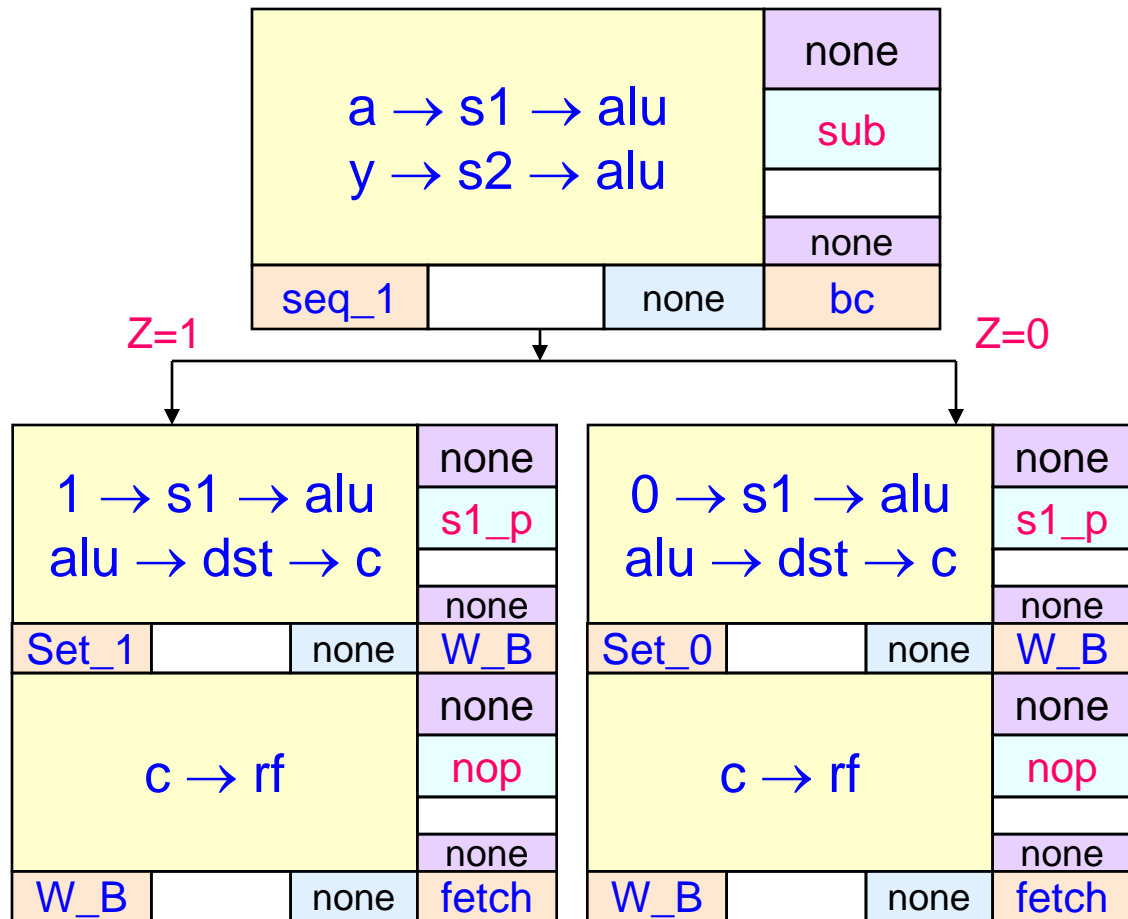 none
a → s1 → alu
sub
y → s2 → alu
none
seq_1 none bc
Z=1 Z=0
none
1 → s1 → alu
s1_p
alu → dst → c
none
Set_1 none W_B
none
c → rf
nop
none
W_B none fetch
none
0 → s1 → alu
s1_p
alu → dst → c
none
Set_0 none W_B
none
c → rf
nop
none
W_B none fetch